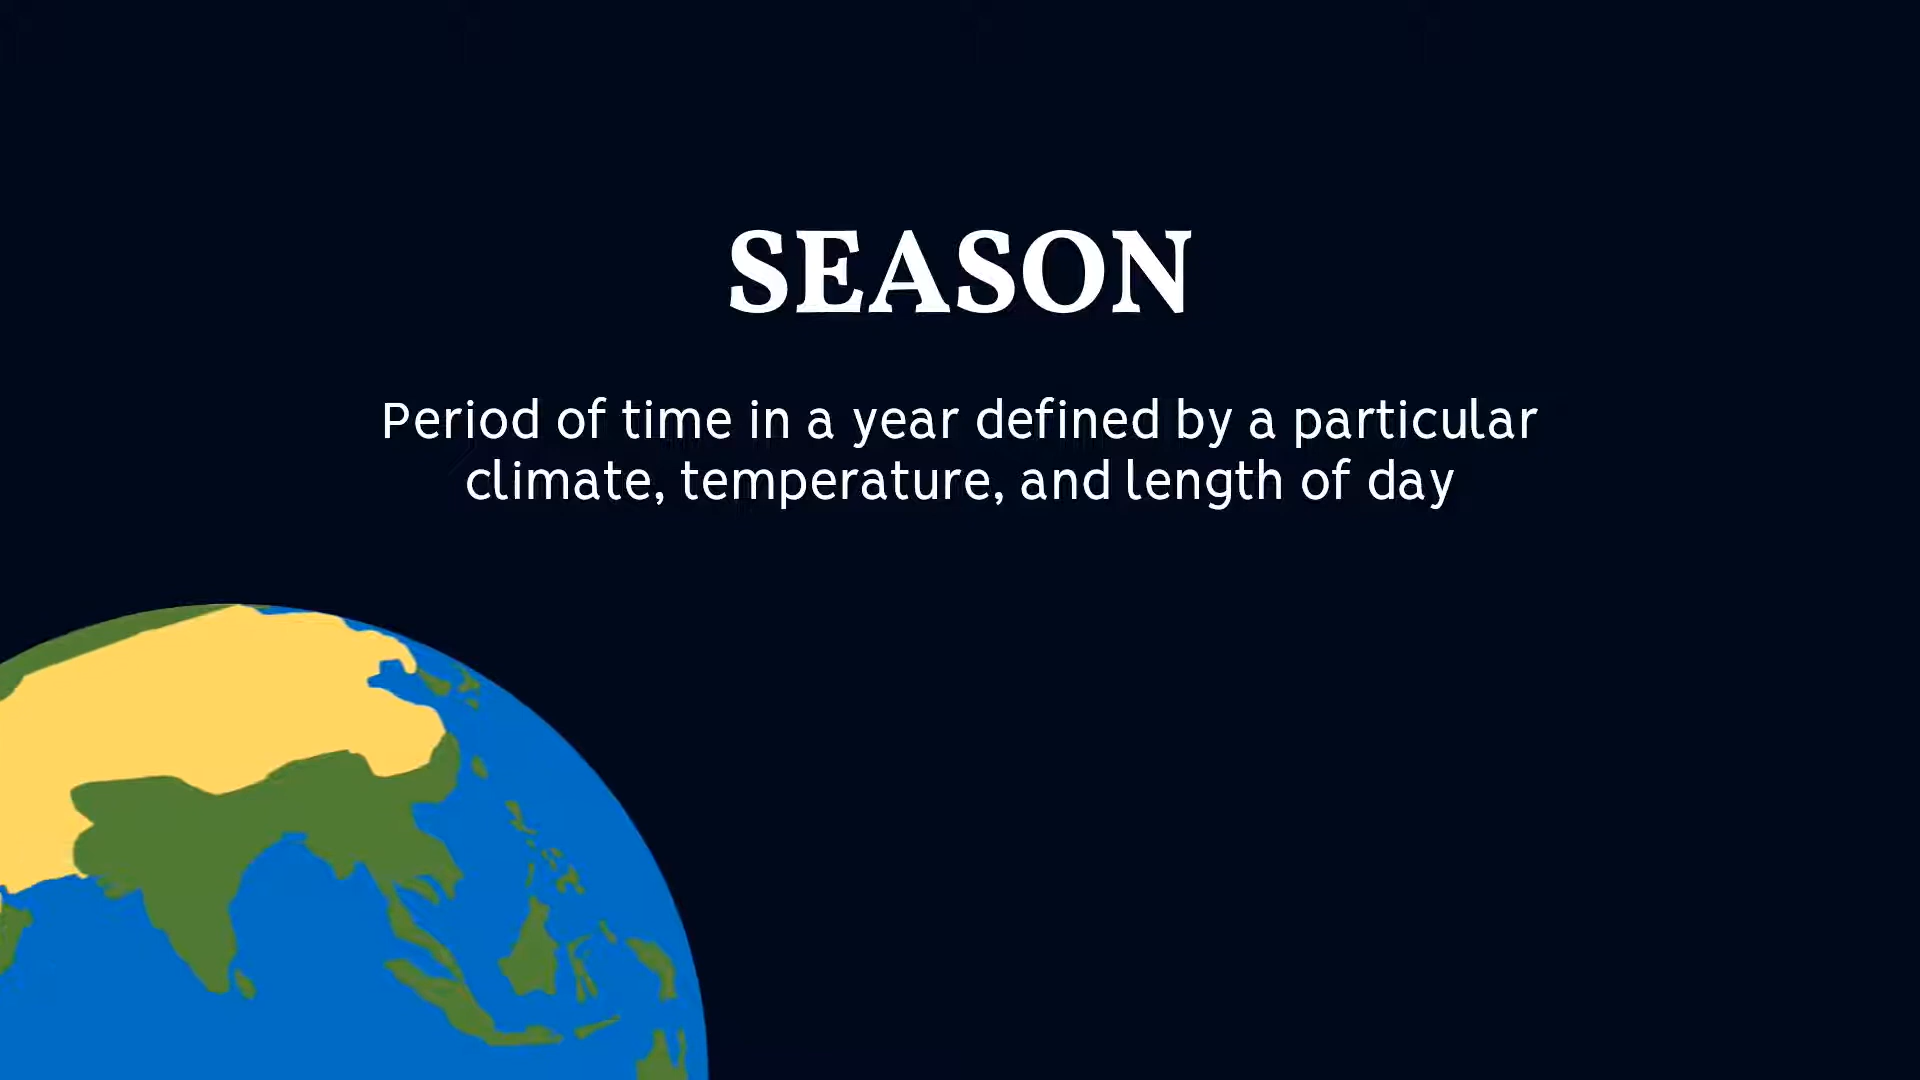 SEASON
Period of time in a year defined by a particular
climate, temperature, and length of day